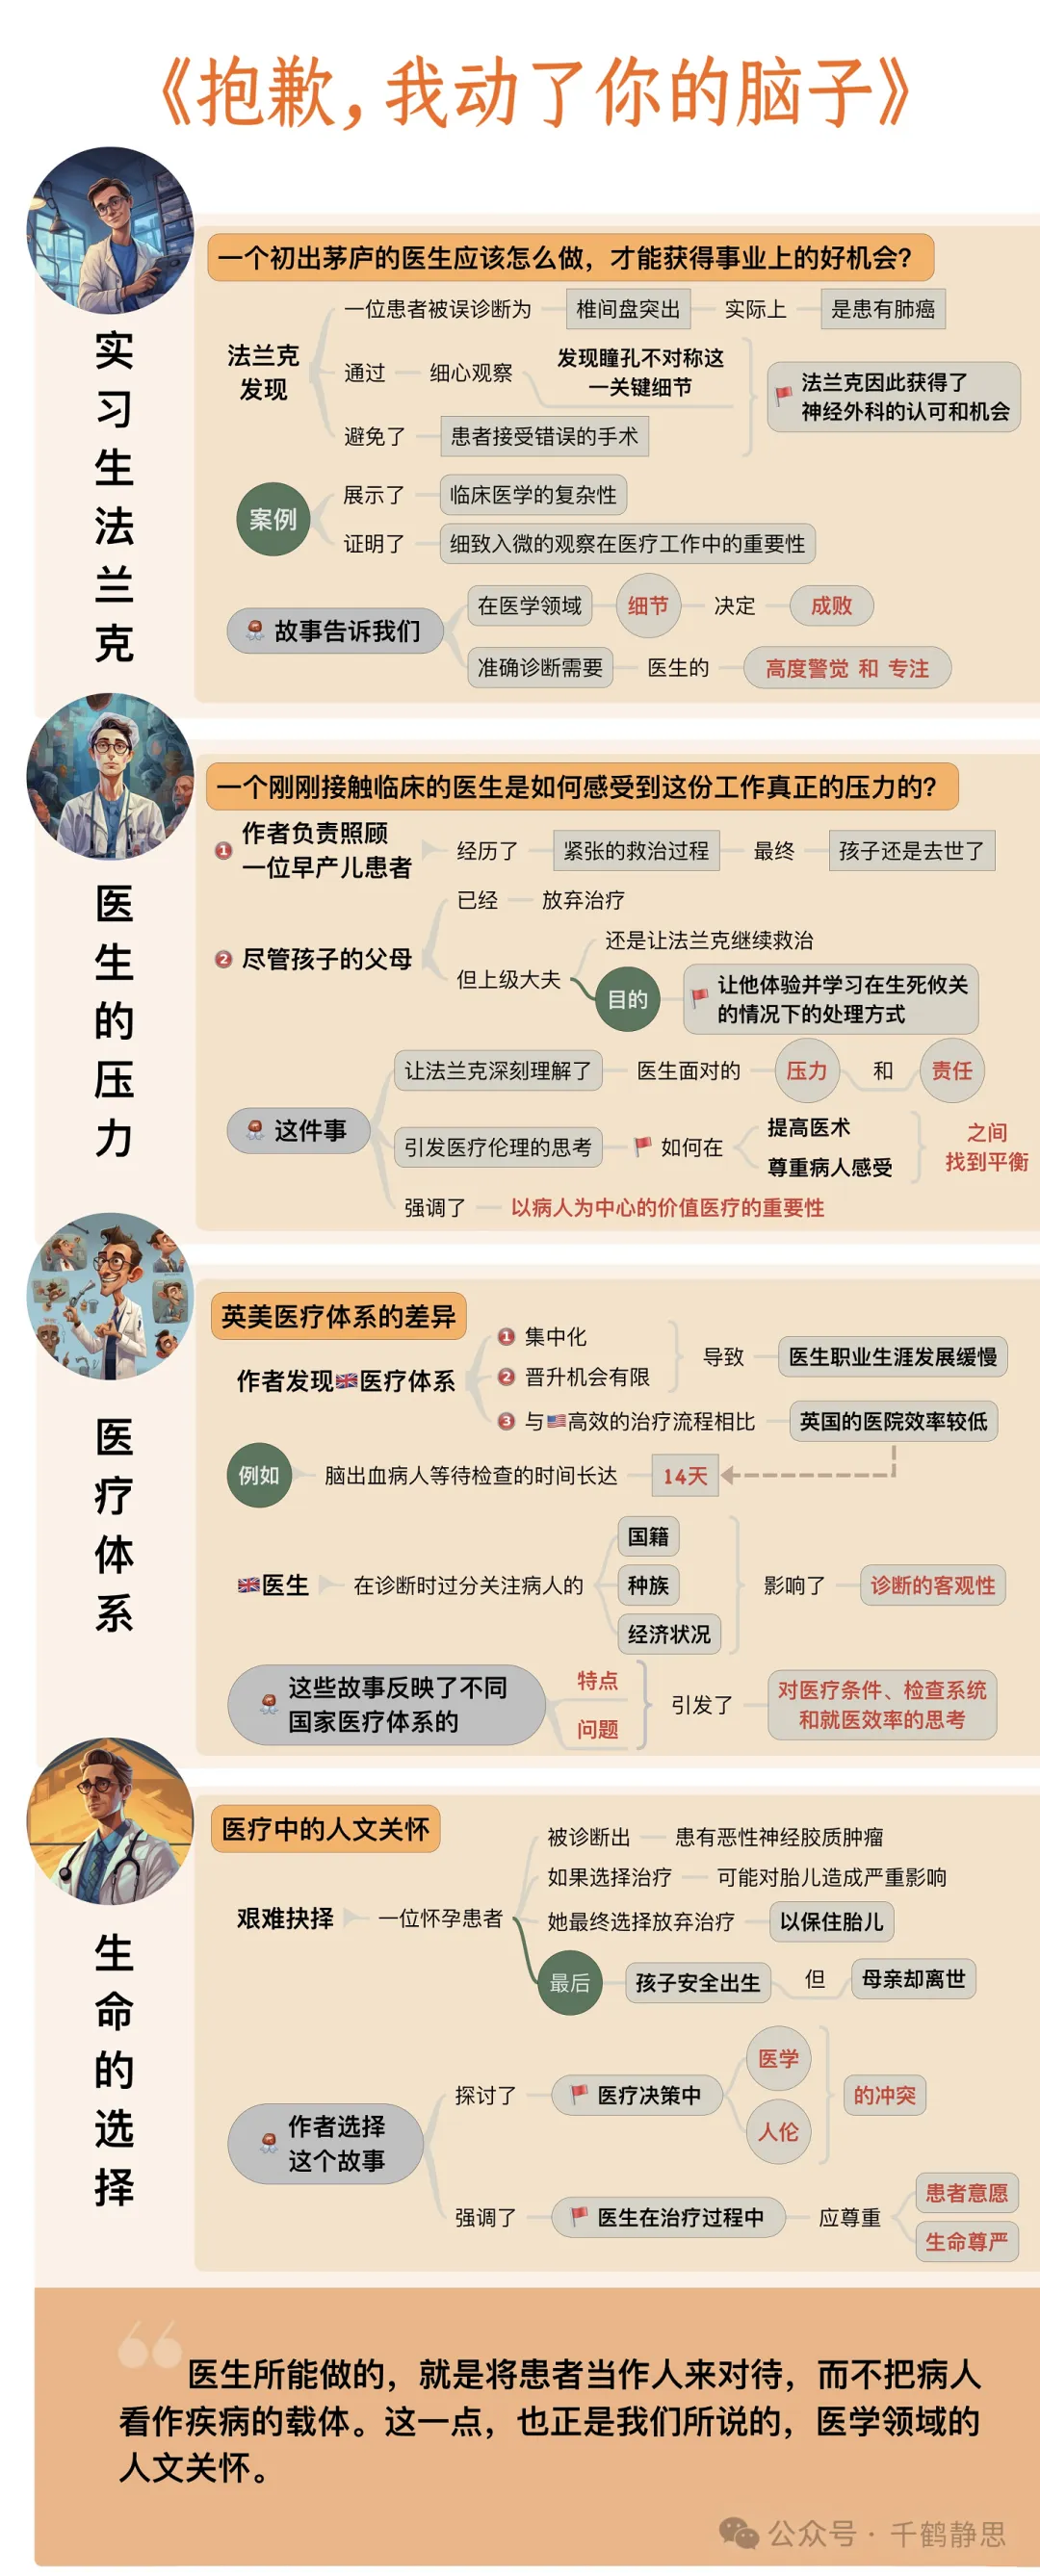 《抱歉,我动了你的脑子》
实习生法兰克
一个初出茅庐的医生应该怎么做，才能获得事业上的好机会？
法兰克
发现
一位患者被误诊断为 椎间盘突出 实际上 是患有肺癌
通过 细心观察 发现瞳孔不对称这
一关键细节
避免了 患者接受错误的手术
法兰克因此获得了
神经外科的认可和机会
案例
展示了 临床医学的复杂性
证明了 细致入微的观察在医疗工作中的重要性
故事告诉我们
在医学领域 细节 决定 成败
准确诊断需要 医生的 高度警觉 和 专注
医生的压力
一个刚刚接触临床的医生是如何感受到这份工作真正的压力的？
1 作者负责照顾
一位早产儿患者
经历了 紧张的救治过程 最终 孩子还是去世了
2 尽管孩子的父母
已经 放弃治疗
但上级大夫
还是让法兰克继续救治
目的
让他体验并学习在生死攸关
的情况下的处理方式
这件事
让法兰克深刻理解了 医生面对的 压力 和 责任
引发医疗伦理的思考 如何在
提高医术
尊重病人感受
之间
找到平衡
强调了 以病人为中心的价值医疗的重要性
医疗体系
英美医疗体系的差异
作者发现🇬🇧医疗体系
1 集中化
2 晋升机会有限
导致 医生职业生涯发展缓慢
3 与🇺🇸高效的治疗流程相比 英国的医院效率较低
例如 脑出血病人等待检查的时间长达 14天
🇬🇧医生 在诊断时过分关注病人的
国籍
种族
经济状况
影响了 诊断的客观性
这些故事反映了不同
国家医疗体系的
特点
问题
引发了
对医疗条件、检查系统
和就医效率的思考
生命的选择
医疗中的人文关怀
艰难抉择 一位怀孕患者
被诊断出 患有恶性神经胶质肿瘤
如果选择治疗 可能对胎儿造成严重影响
她最终选择放弃治疗 以保住胎儿
最后 孩子安全出生 但 母亲却离世
作者选择
这个故事
探讨了 医疗决策中
医学
人伦
的冲突
强调了 医生在治疗过程中 应尊重
患者意愿
生命尊严
“医生所能做的，就是将患者当作人来对待，而不把病人
看作疾病的载体。这一点，也正是我们所说的，医学领域的
人文关怀。
公众号·千鹤静思